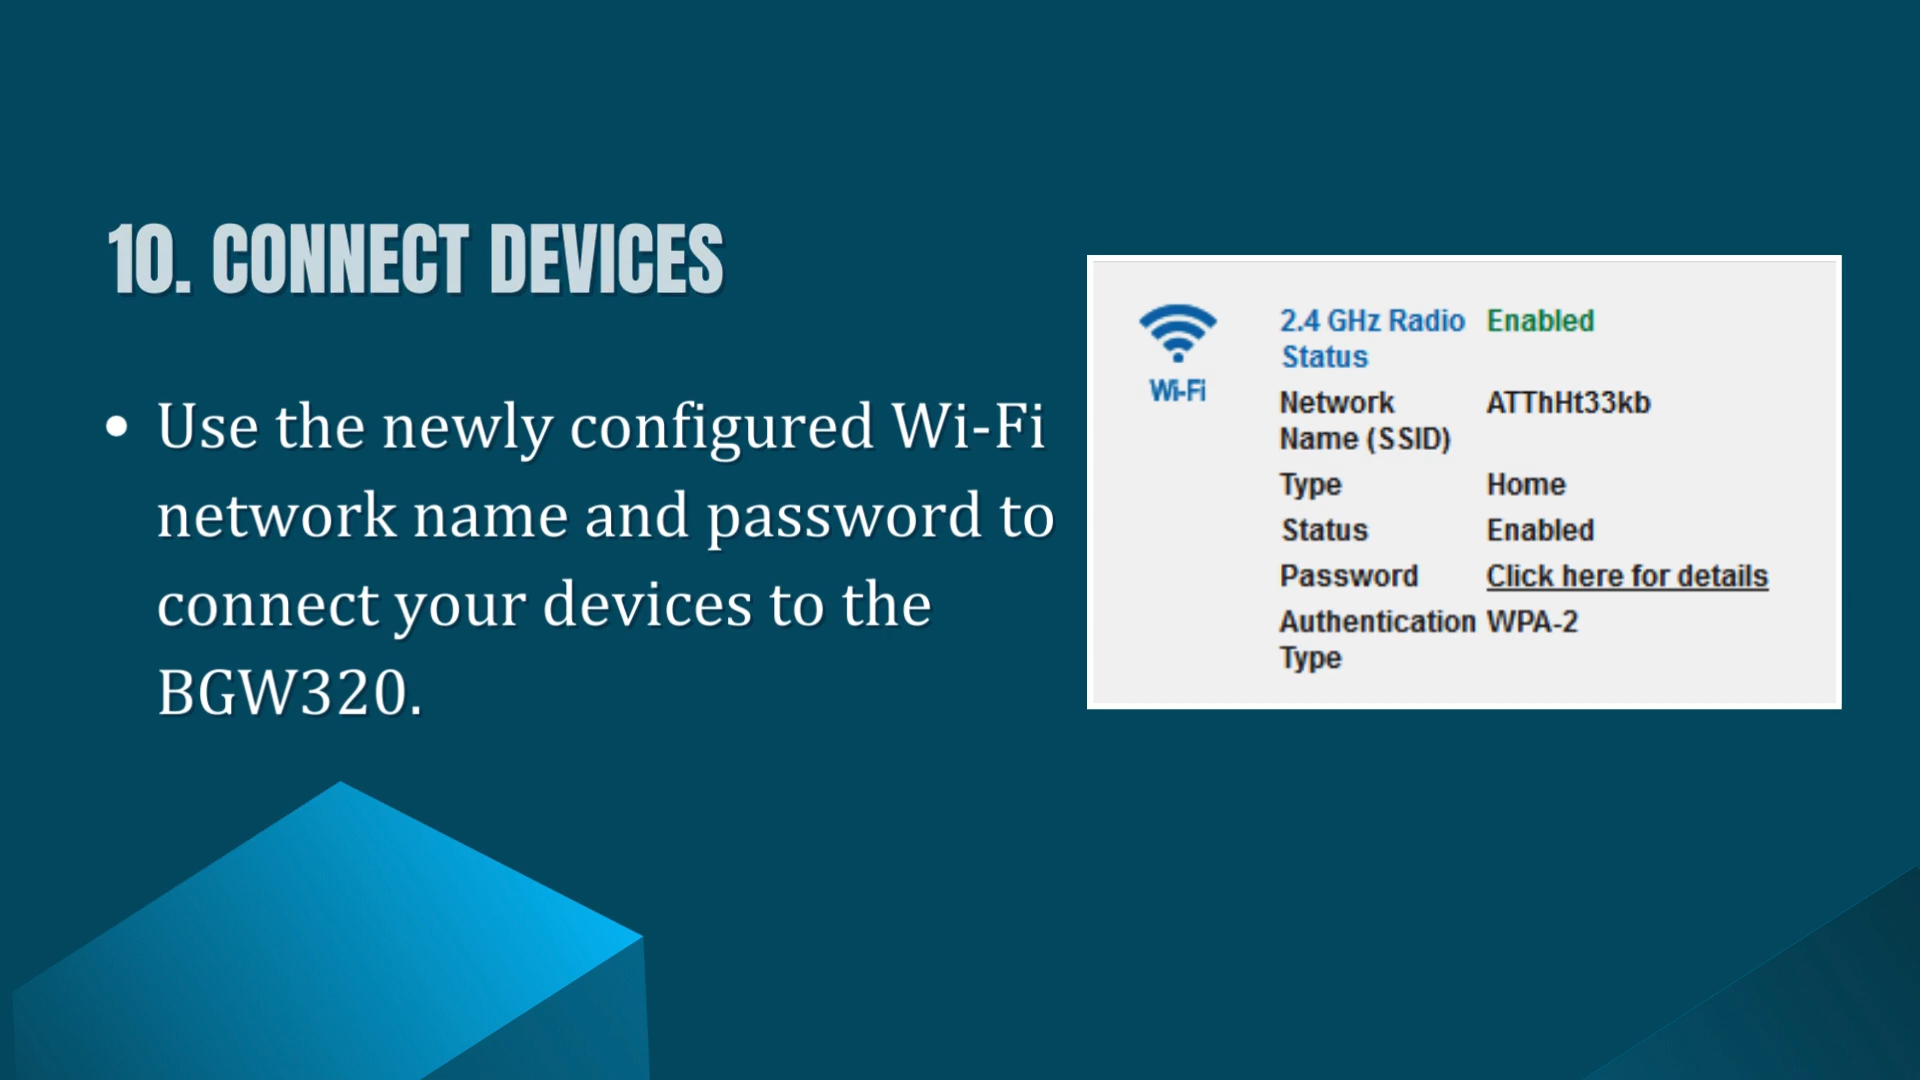 10. CONNECT DEVICES
• Use the newly configured Wi-Fi
network name and password to
connect your devices to the
BGW320.
Wi-Fi
2.4 GHz Radio Enabled
Status
Network ATThHt33kb
Name (SSID)
Type Home
Status Enabled
Password Click here for details
Authentication WPA-2
Type